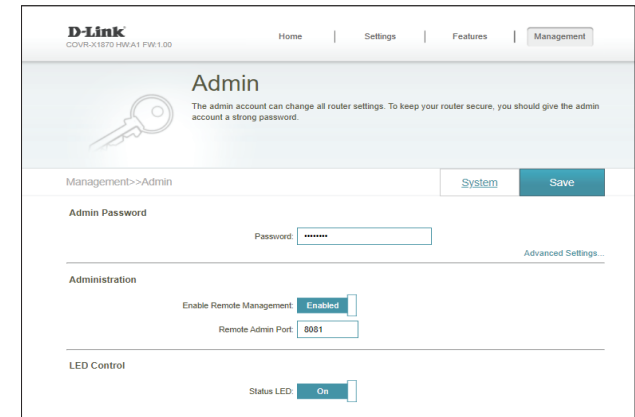 D-Link
COVR-X1870 HW:A1 FW:1.00
Home | Settings | Features | Management
Admin
The admin account can change all router settings. To keep your router secure, you should give the admin
account a strong password.
Management>>Admin
System
Save
Admin Password
Password: ••••••••
Advanced Settings...
Administration
Enable Remote Management: Enabled
Remote Admin Port: 8081
LED Control
Status LED: On